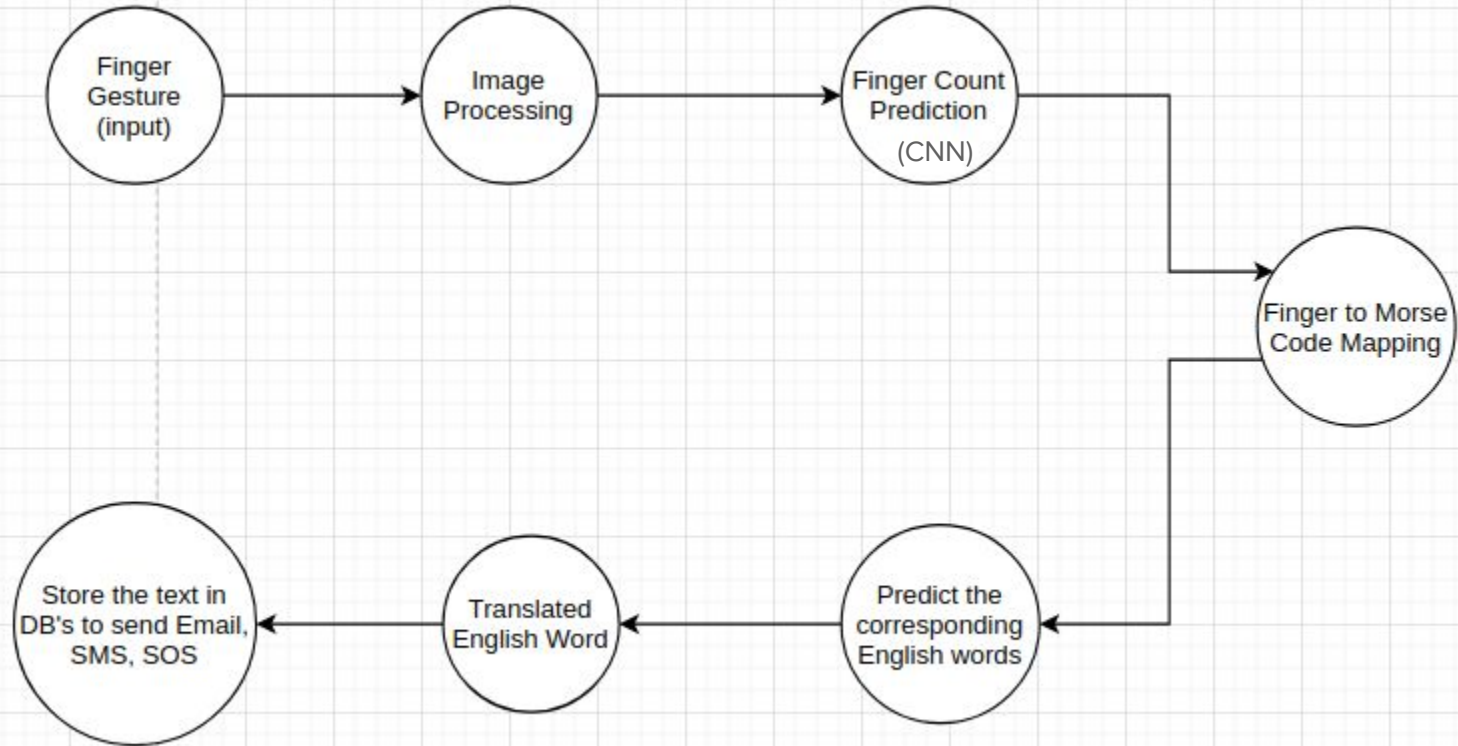 Finger
Gesture
(input)
Image
Processing
Finger Count
Prediction
(CNN)
Finger to Morse
Code Mapping
Predict the
corresponding
English words
Translated
English Word
Store the text in
DB's to send Email,
SMS, SOS